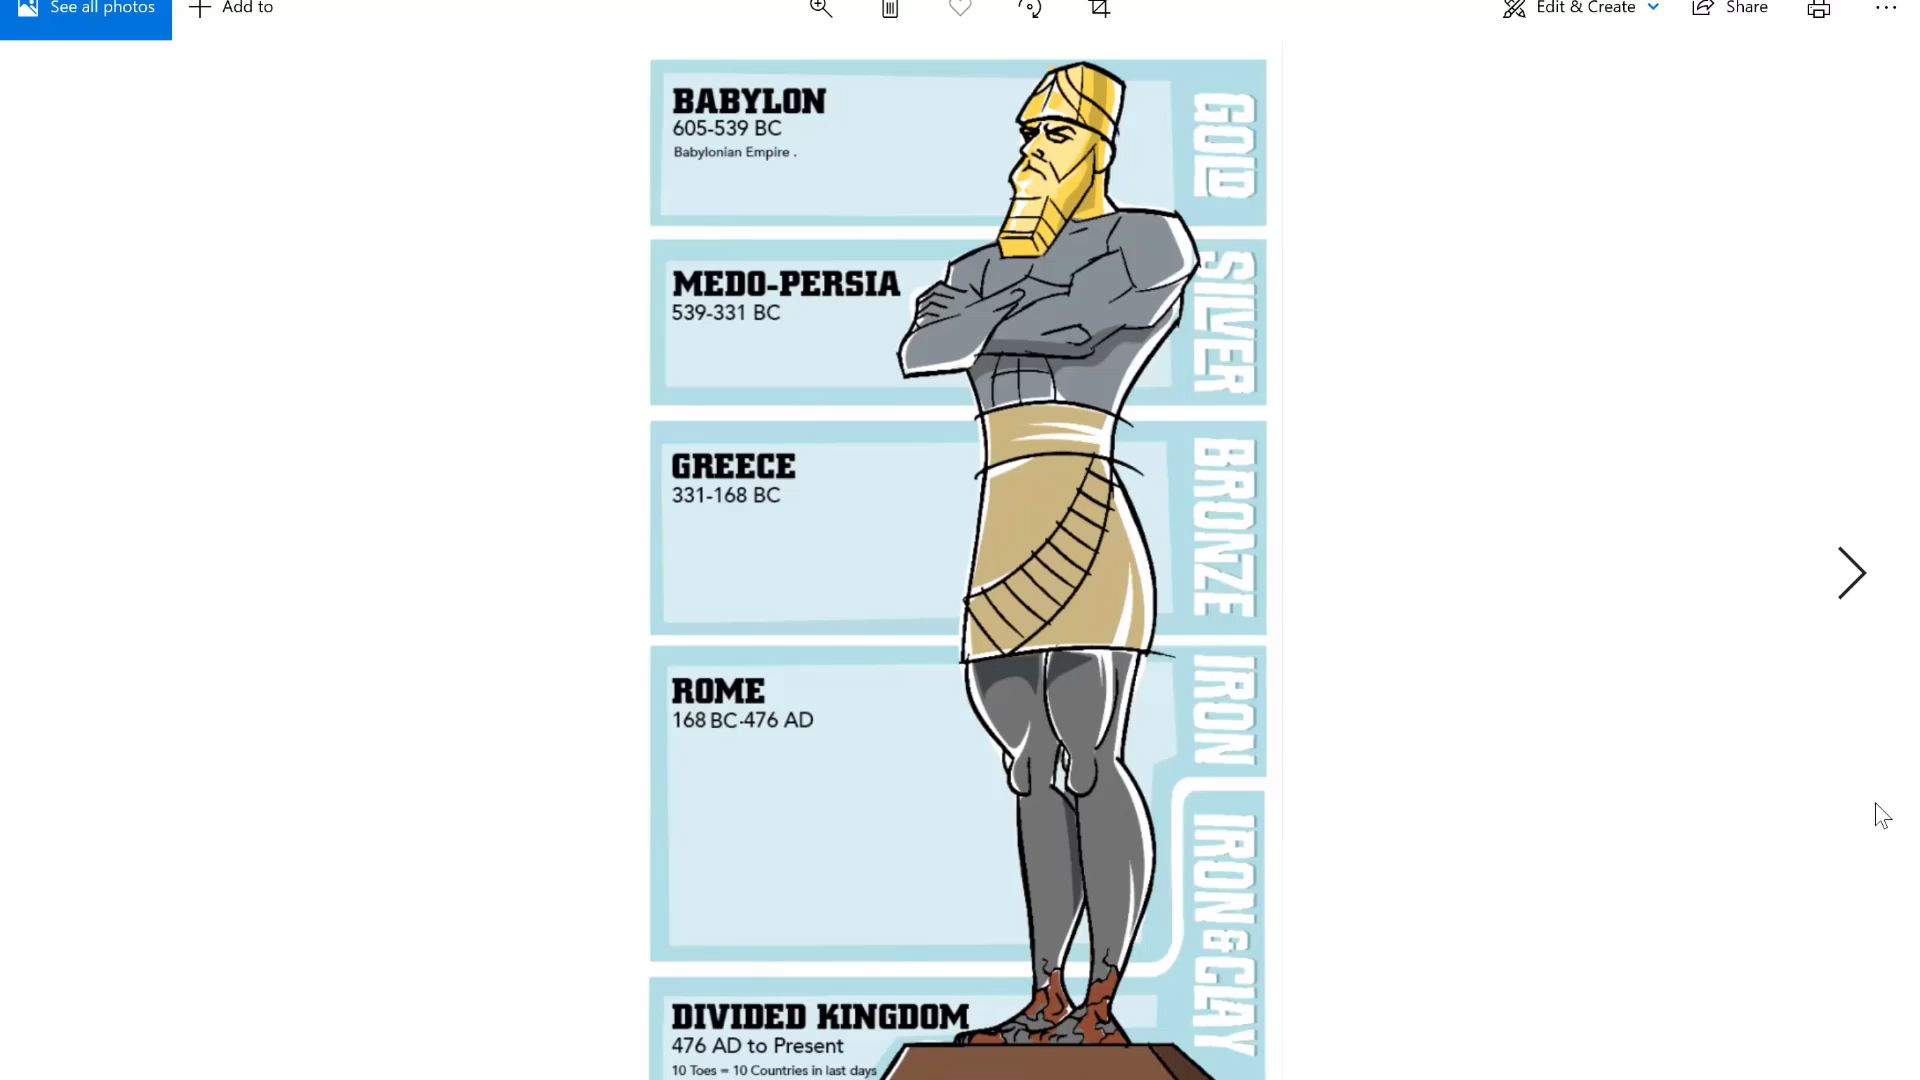 See all photos
Add to
Edit & Create
Share
BABYLON
605-539 BC
Babylonian Empire .
GOLD
MEDO-PERSIA
539-331 BC
SILVER
GREECE
331-168 BC
BRONZE
ROME
168 BC-476 AD
IRON
IRON & CLAY
DIVIDED KINGDOM
476 AD to Present
10 Toes = 10 Countries in last days